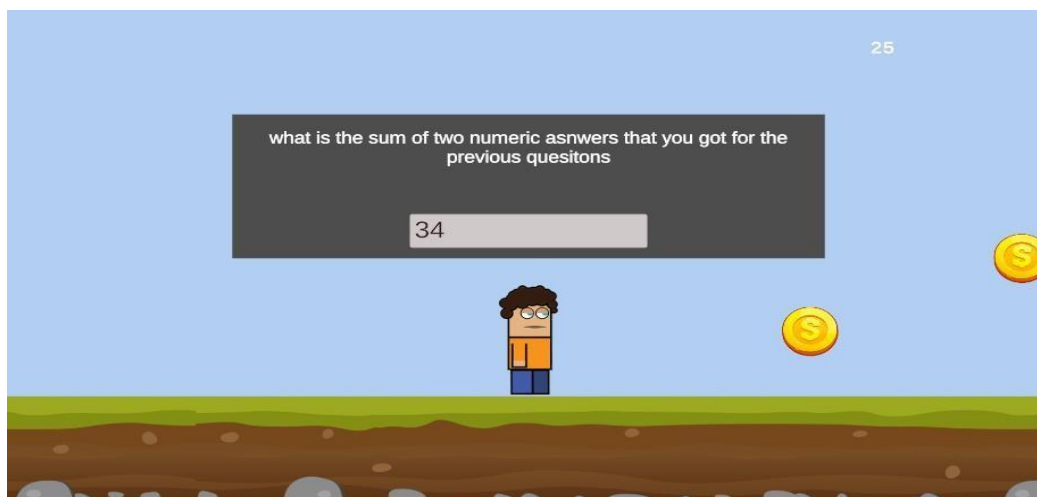 25
what is the sum of two numeric asnwers that you got for the
previous quesitons
34
S
S